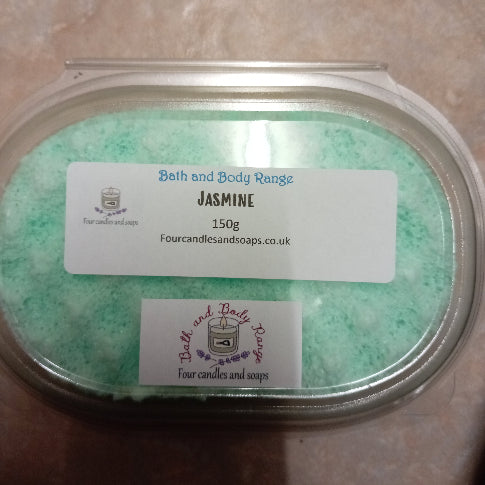 Bath and Body Range
JASMINE
150g
Fourcandlesandsoaps.co.uk
Four candles and soaps
Bath and Body Range
Four candles and soaps